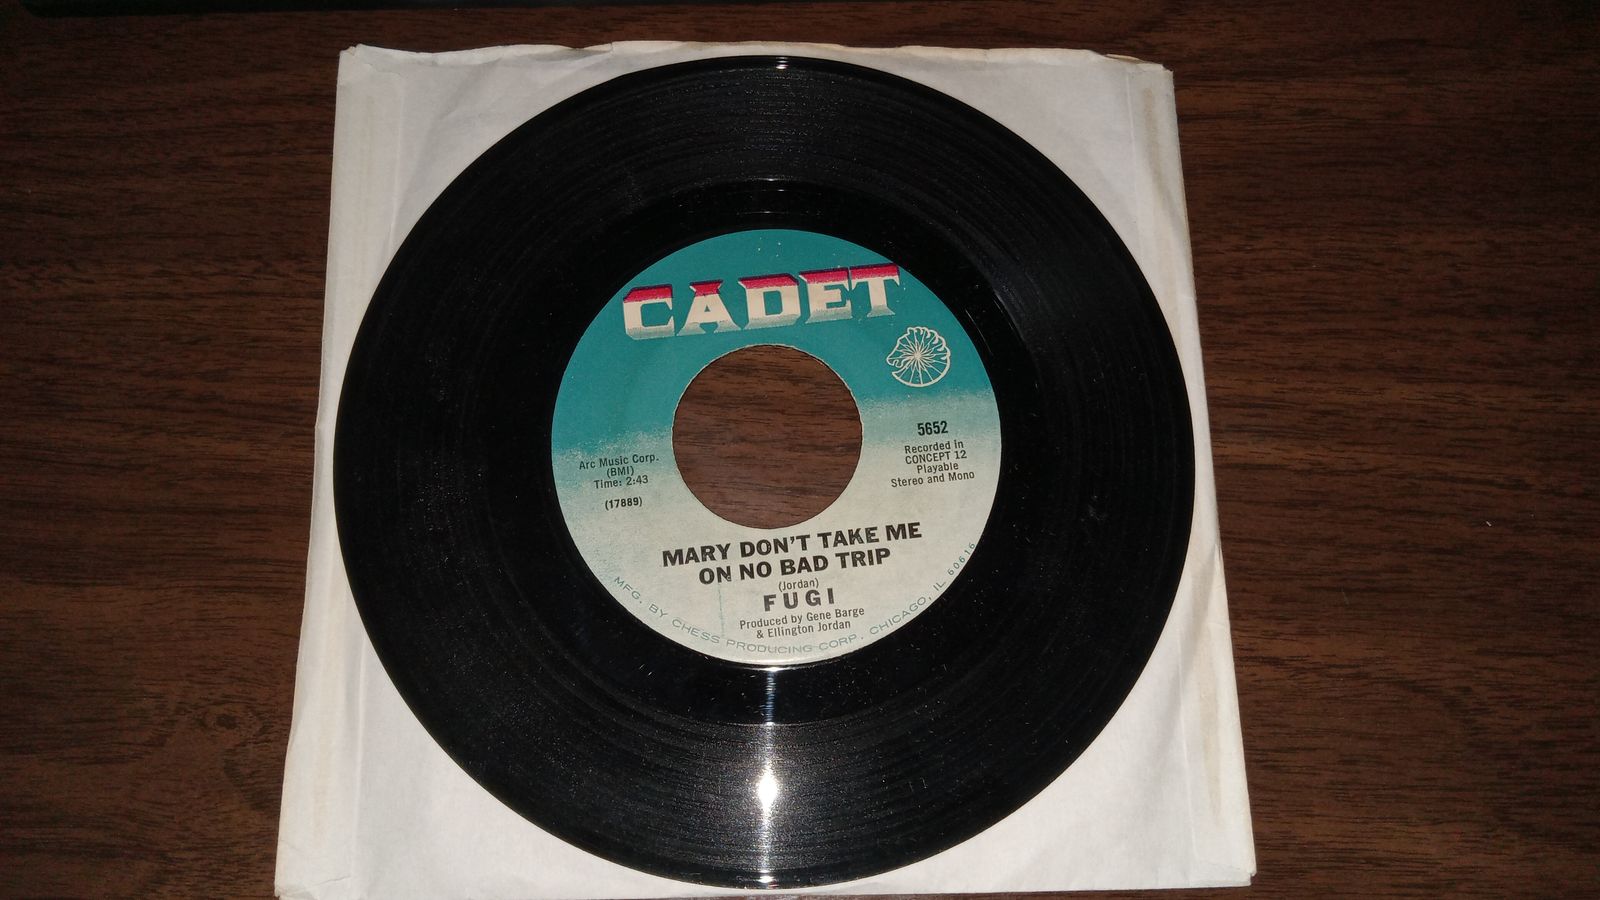 CADET
5652
Recorded in
CONCEPT 12
Playable
Stereo and Mono
Arc Music Corp.
(BMI)
Time: 2:43
(17889)
MARY DON'T TAKE ME
ON NO BAD TRIP
(Jordan)
FUGI
Produced by Gene Barge
& Ellington Jordan
MFG. BY CHESS PRODUCING CORP. CHICAGO, IL 60616